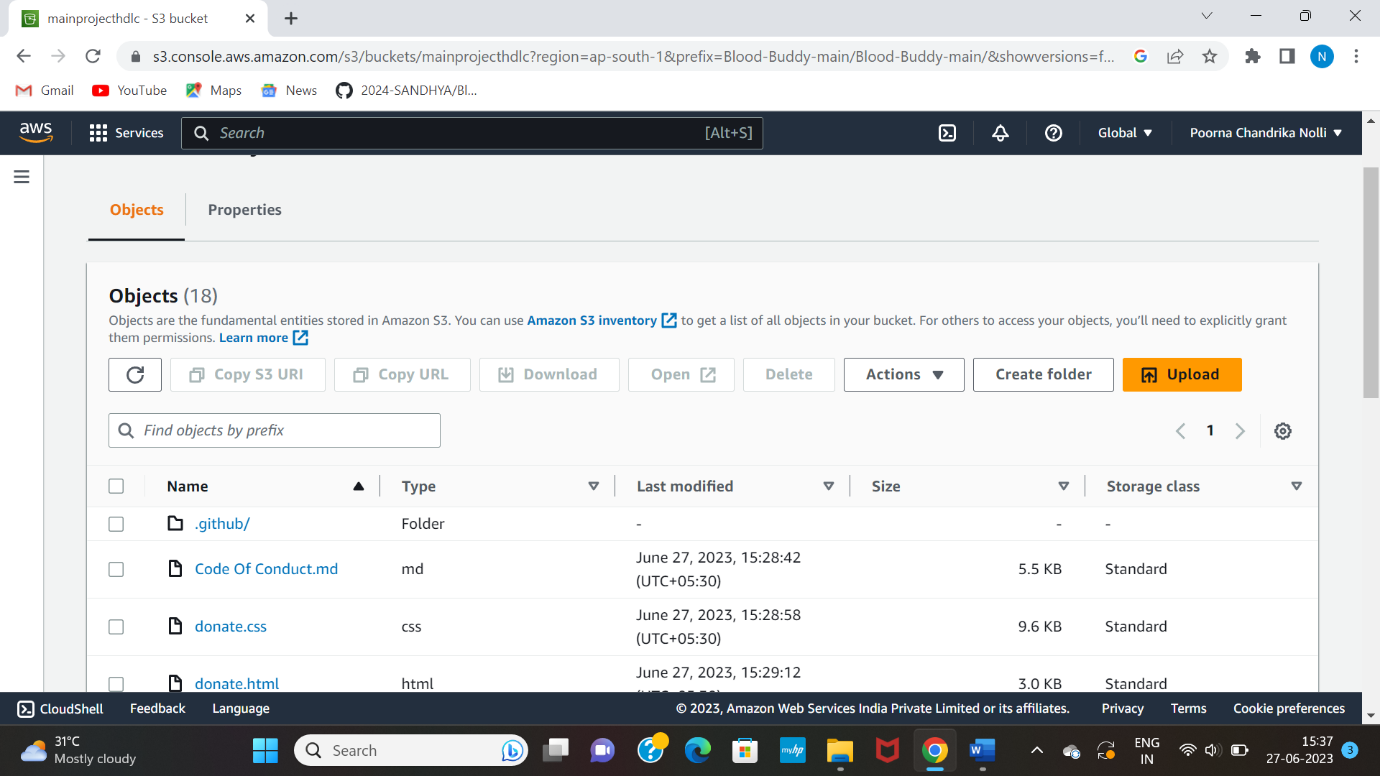 mainprojecthdlc - S3 bucket
s3.console.aws.amazon.com/s3/buckets/mainprojecthdlc?region=ap-south-1&prefix=Blood-Buddy-main/Blood-Buddy-main/&showversions=f...
N
Gmail YouTube Maps News 2024-SANDHYA/Bl...
aws Services Search [Alt+S] Global Poorna Chandrika Nolli
Objects Properties
Objects (18)
Objects are the fundamental entities stored in Amazon S3. You can use Amazon S3 inventory to get a list of all objects in your bucket. For others to access your objects, you'll need to explicitly grant
them permissions. Learn more
Copy S3 URI Copy URL Download Open Delete Actions Create folder Upload
Find objects by prefix 1
Name Type Last modified Size Storage class
.github/ Folder - - -
Code Of Conduct.md md June 27, 2023, 15:28:42 (UTC+05:30) 5.5 KB Standard
donate.css css June 27, 2023, 15:28:58 (UTC+05:30) 9.6 KB Standard
donate.html html June 27, 2023, 15:29:12 3.0 KB Standard
CloudShell Feedback Language © 2023, Amazon Web Services India Private Limited or its affiliates. Privacy Terms Cookie preferences
31°C
Mostly cloudy
Search
myhp
ENG
IN
15:37
27-06-2023
3